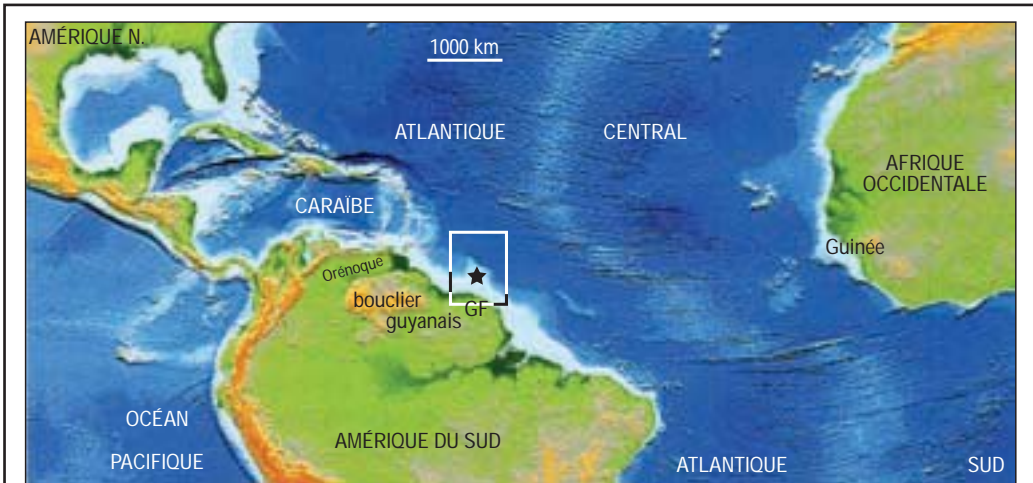 AMÉRIQUE N.
1000 km
ATLANTIQUE CENTRAL
AFRIQUE
OCCIDENTALE
CARAÏBE
Guinée
Orénoque
bouclier
guyanais
GF
OCÉAN
PACIFIQUE
AMÉRIQUE DU SUD
ATLANTIQUE SUD